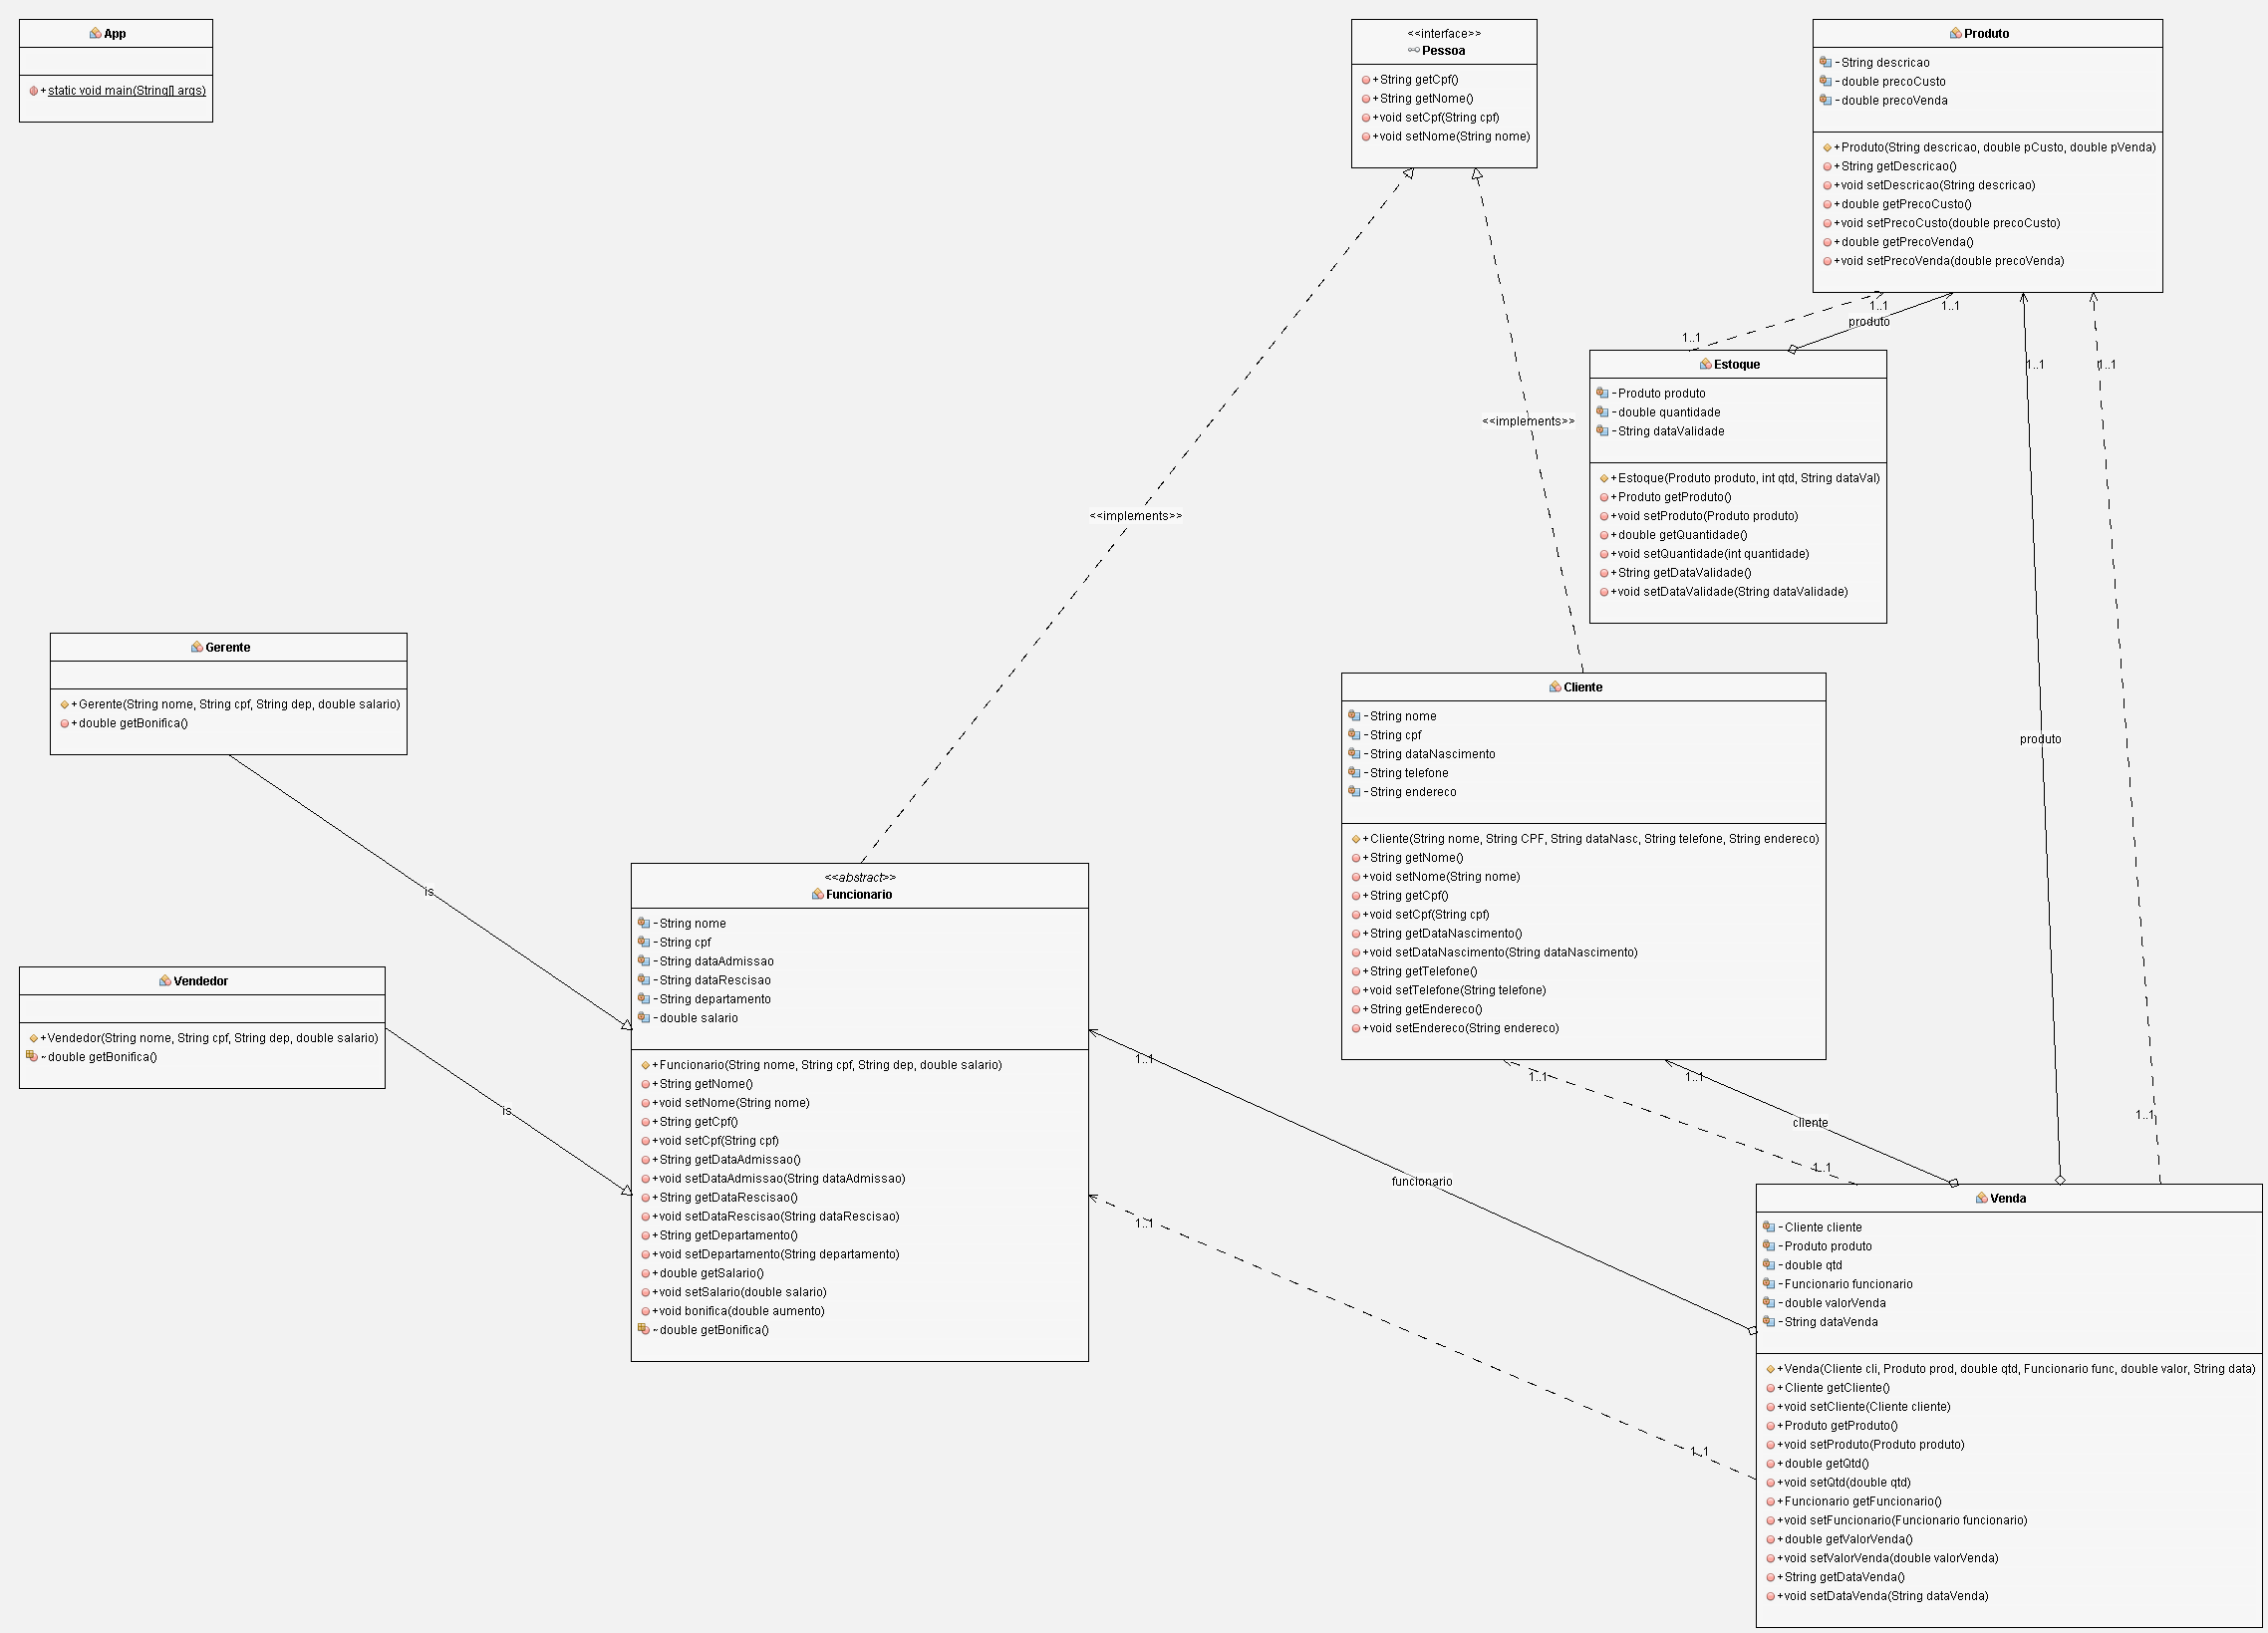 App
+static void main(String[] args)
<<interface>>
Pessoa
+String getCpf()
+String getNome()
+void setCpf(String cpf)
+void setNome(String nome)
Produto
-String descricao
-double precoCusto
-double precoVenda
+Produto(String descricao, double pCusto, double pVenda)
+String getDescricao()
+void setDescricao(String descricao)
+double getPrecoCusto()
+void setPrecoCusto(double precoCusto)
+double getPrecoVenda()
+void setPrecoVenda(double precoVenda)
1..1
1..1
produto
1..1
1..1
1..1
Estoque
-Produto produto
-double quantidade
-String dataValidade
+Estoque(Produto produto, int qtd, String dataVal)
+Produto getProduto()
+void setProduto(Produto produto)
+double getQuantidade()
+void setQuantidade(int quantidade)
+String getDataValidade()
+void setDataValidade(String dataValidade)
<<implements>>
<<implements>>
Gerente
+Gerente(String nome, String cpf, String dep, double salario)
+double getBonifica()
Cliente
-String nome
-String cpf
-String dataNascimento
-String telefone
-String endereco
+Cliente(String nome, String CPF, String dataNasc, String telefone, String endereco)
+String getNome()
+void setNome(String nome)
+String getCpf()
+void setCpf(String cpf)
+String getDataNascimento()
+void setDataNascimento(String dataNascimento)
+String getTelefone()
+void setTelefone(String telefone)
+String getEndereco()
+void setEndereco(String endereco)
produto
is
Vendedor
+Vendedor(String nome, String cpf, String dep, double salario)
~double getBonifica()
is
<<abstract>>
Funcionario
-String nome
-String cpf
-String dataAdmissao
-String dataRescisao
-String departamento
-double salario
+Funcionario(String nome, String cpf, String dep, double salario)
+String getNome()
+void setNome(String nome)
+String getCpf()
+void setCpf(String cpf)
+String getDataAdmissao()
+void setDataAdmissao(String dataAdmissao)
+String getDataRescisao()
+void setDataRescisao(String dataRescisao)
+String getDepartamento()
+void setDepartamento(String departamento)
+double getSalario()
+void setSalario(double salario)
+void bonifica(double aumento)
~double getBonifica()
1..1
1..1
1..1
1..1
cliente
1..1
1..1
funcionario
1..1
1..1
Venda
-Cliente cliente
-Produto produto
-double qtd
-Funcionario funcionario
-double valorVenda
-String dataVenda
+Venda(Cliente cli, Produto prod, double qtd, Funcionario func, double valor, String data)
+Cliente getCliente()
+void setCliente(Cliente cliente)
+Produto getProduto()
+void setProduto(Produto produto)
+double getQtd()
+void setQtd(double qtd)
+Funcionario getFuncionario()
+void setFuncionario(Funcionario funcionario)
+double getValorVenda()
+void setValorVenda(double valorVenda)
+String getDataVenda()
+void setDataVenda(String dataVenda)